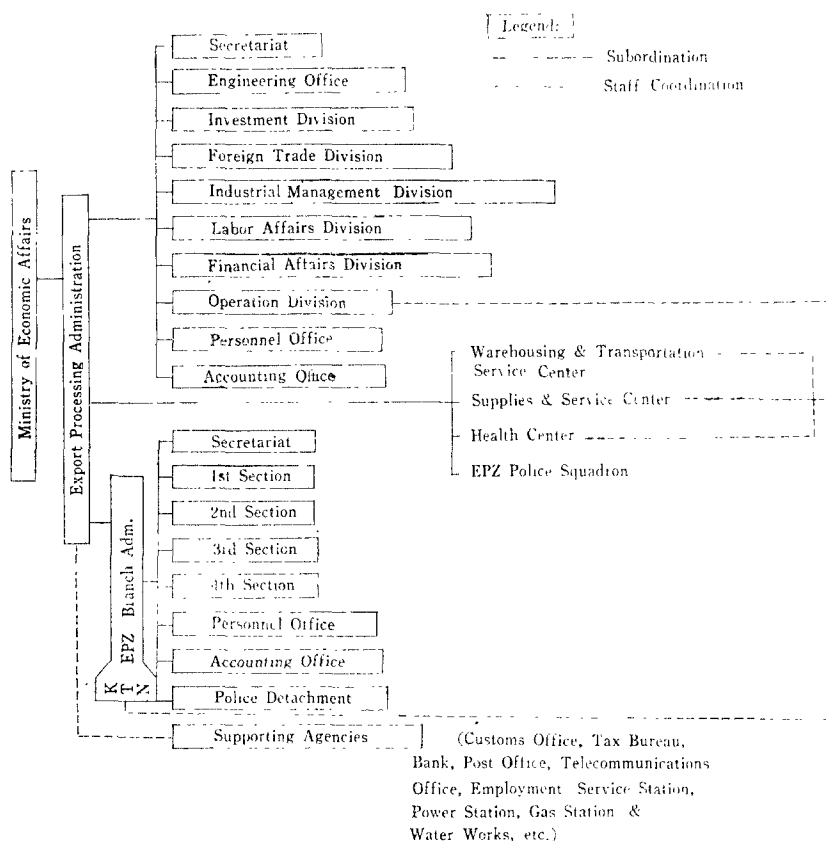 Legend:
Subordination
Staff Coordination
Ministry of Economic Affairs
Export Processing Administration
Secretariat
Engineering Office
Investment Division
Foreign Trade Division
Industrial Management Division
Labor Affairs Division
Financial Affairs Division
Operation Division
Personnel Office
Accounting Office
Warehousing & Transportation
Service Center
Supplies & Service Center
Health Center
EPZ Police Squadron
EPZ Branch Adm.
K
T
N
Secretariat
1st Section
2nd Section
3rd Section
4th Section
Personnel Office
Accounting Office
Police Detachment
Supporting Agencies
(Customs Office, Tax Bureau,
Bank, Post Office, Telecommunications
Office, Employment Service Station,
Power Station, Gas Station &
Water Works, etc.)